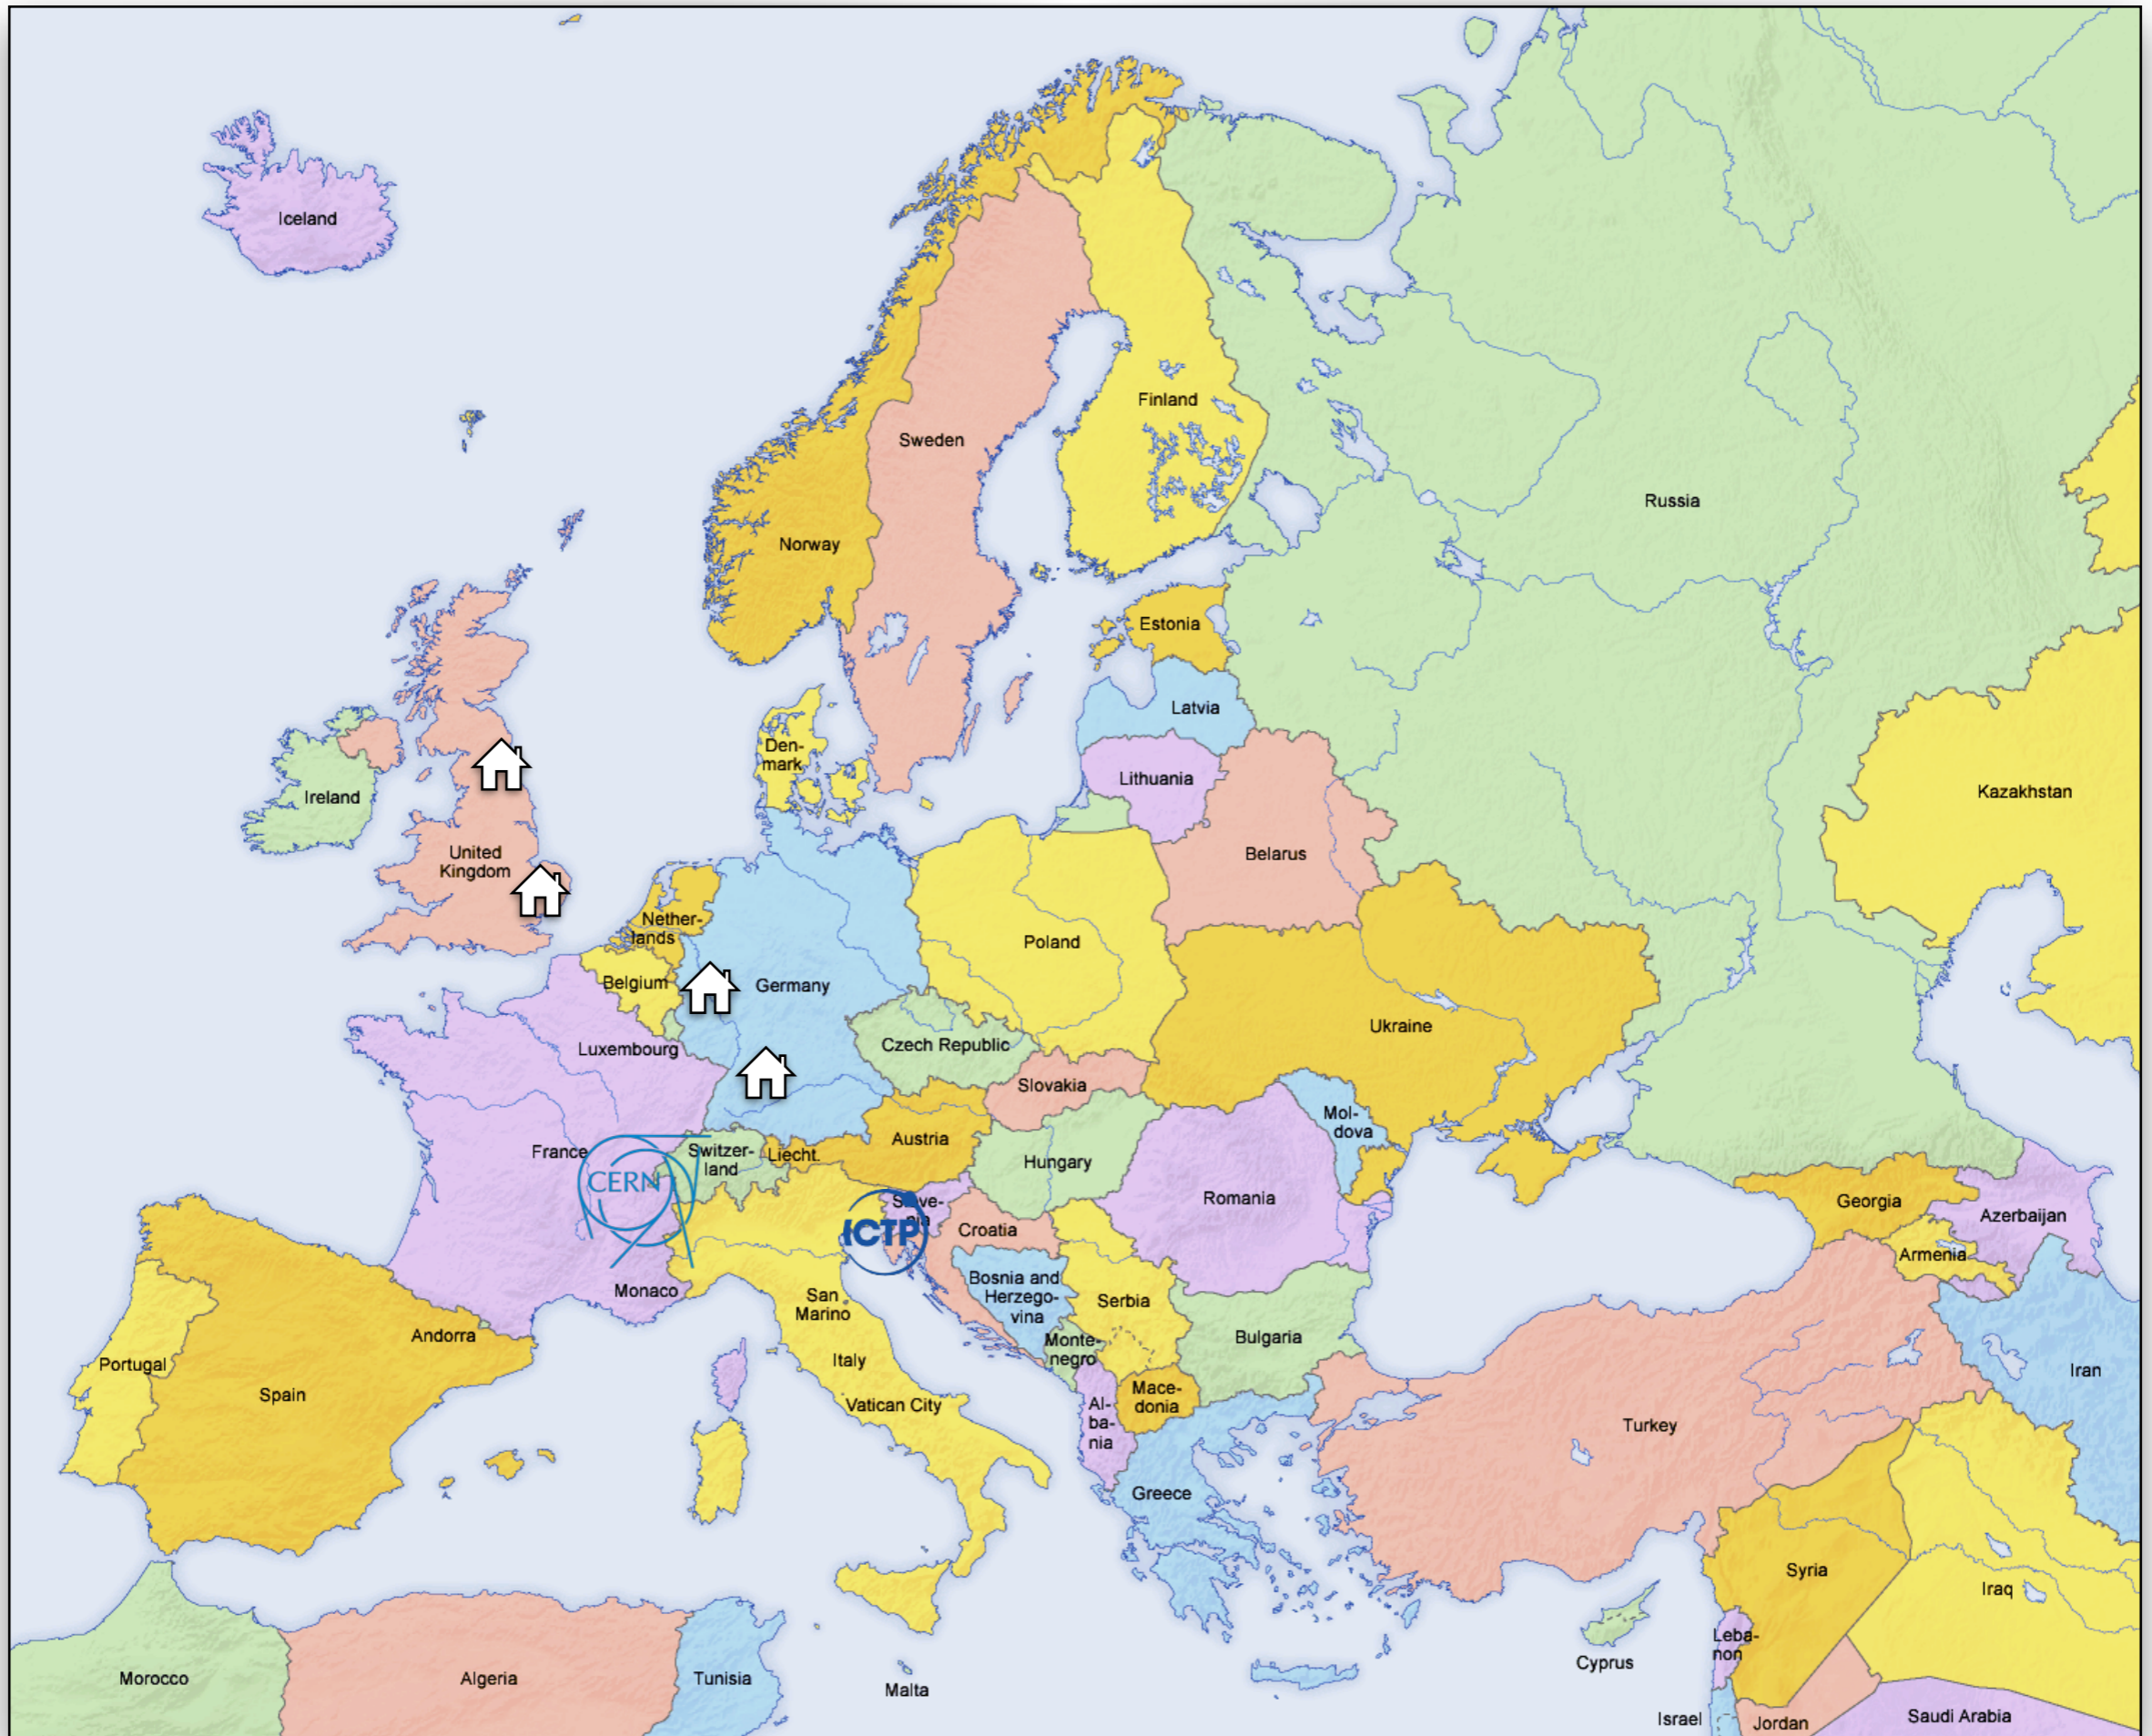 Iceland
Finland
Sweden
Russia
Norway
Estonia
Latvia
Den-
mark
Lithuania
Kazakhstan
Ireland
United
Kingdom
Belarus
Nether-
lands
Poland
Belgium
Germany
Ukraine
Czech Republic
Luxembourg
Slovakia
Mol-
dova
Austria
France
Switzer-
land
Liecht.
Hungary
CERN
Romania
Georgia
Slove-
nia
Azerbaijan
ICTP
Croatia
Armenia
Bosnia and
Herzego-
vina
Monaco
San
Marino
Serbia
Andorra
Bulgaria
Monte-
negro
Portugal
Italy
Iran
Spain
Mace-
donia
Vatican City
Al-
ba-
nia
Turkey
Greece
Syria
Iraq
Leba-
non
Cyprus
Morocco
Algeria
Tunisia
Malta
Israel
Jordan
Saudi Arabia